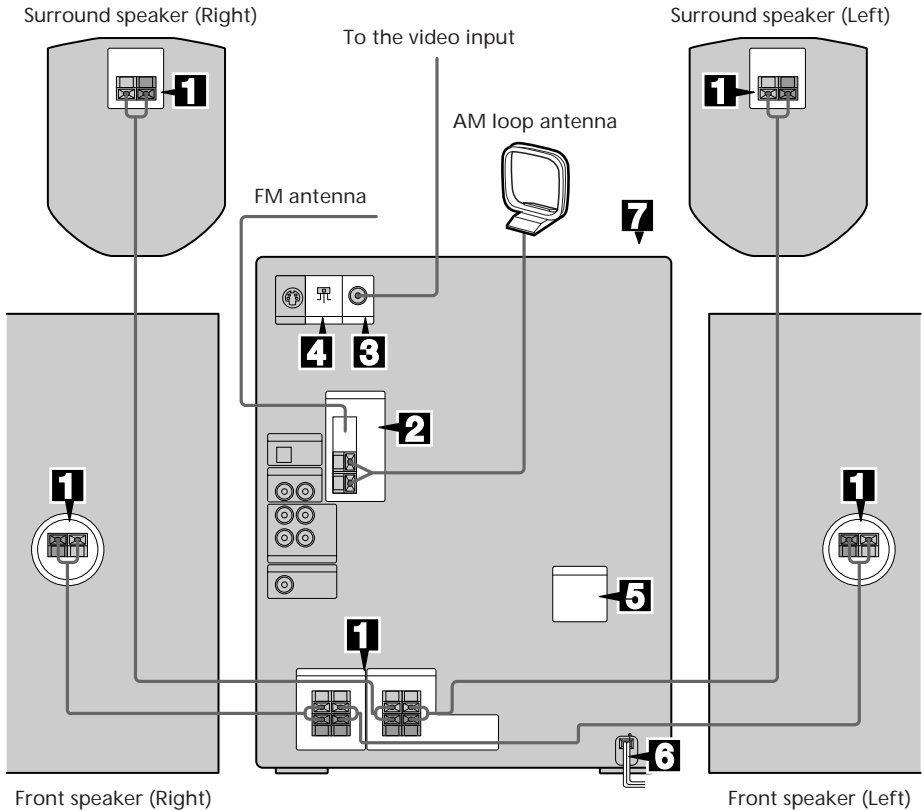 Surround speaker (Right)
Surround speaker (Left)
To the video input
1
1
AM loop antenna
FM antenna
7
4
3
2
1
1
5
1
6
Front speaker (Right)
Front speaker (Left)